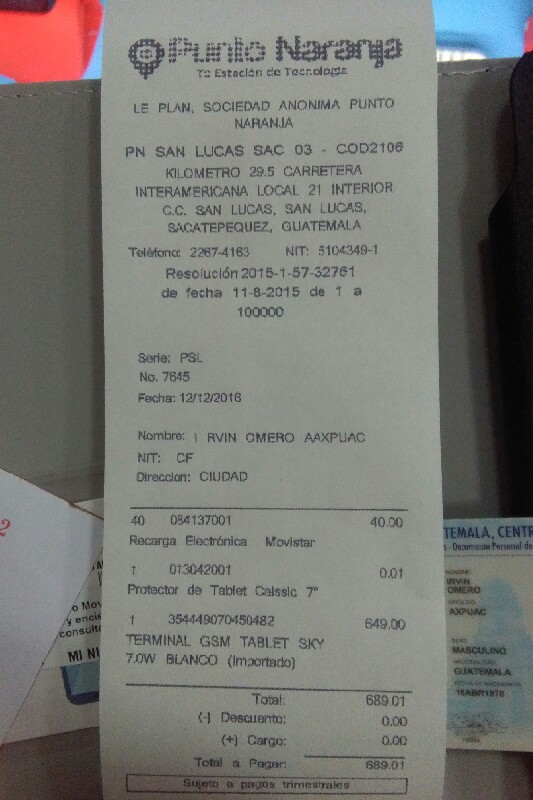 Punto Naranja
Tu Estación de Tecnología
LE PLAN, SOCIEDAD ANONIMA PUNTO
NARANJA
PN SAN LUCAS SAC 03 - COD2106
KILOMETRO 29.5 CARRETERA
INTERAMERICANA LOCAL 21 INTERIOR
C.C. SAN LUCAS, SAN LUCAS,
SACATEPEQUEZ, GUATEMALA
Teléfono: 2267-4163 NIT: 5104349-1
Resolución 2015-1-57-32761
de fecha 11-8-2015 de 1 a
100000
Serie: PSL
No. 7645
Fecha: 12/12/2016
Nombre: I RVIN OMERO AAXPUAC
NIT: CF
Direccion: CIUDAD
40 084137001 40.00
Recarga Electrónica Movistar
1 013042001 0.01
Protector de Tablet Calssic 7"
1 354449070450482 649.00
TERMINAL GSM TABLET SKY
7.0W BLANCO (Importado)
Total: 689.01
(-) Descuento: 0.00
(+) Cargo: 0.00
Total a Pagar: 689.01
Sujeto a pagos trimestrales
TEMALA, CENTR
- Documento Personal de
IRVIN
OMERO
AXPUAC
MASCULINO
GUATEMALA
16ABR1978
o Mov
y encie
consulta
MI NU
2